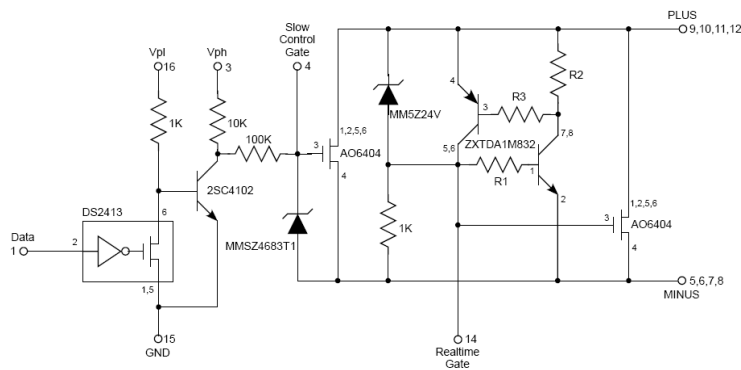 PLUS
9,10,11,12
Slow
Control
Gate
4
Vpl
16
Vph
3
1K
10K
100K
3
1,2,5,6
AO6404
4
MM5Z24V
4
3
R3
R2
5,6
ZXTDA1M832
7,8
R1
1
2
2SC4102
DS2413
6
Data
1
2
1,5
MMSZ4683T1
1K
1,2,5,6
3
AO6404
4
5,6,7,8
MINUS
15
GND
14
Realtime
Gate